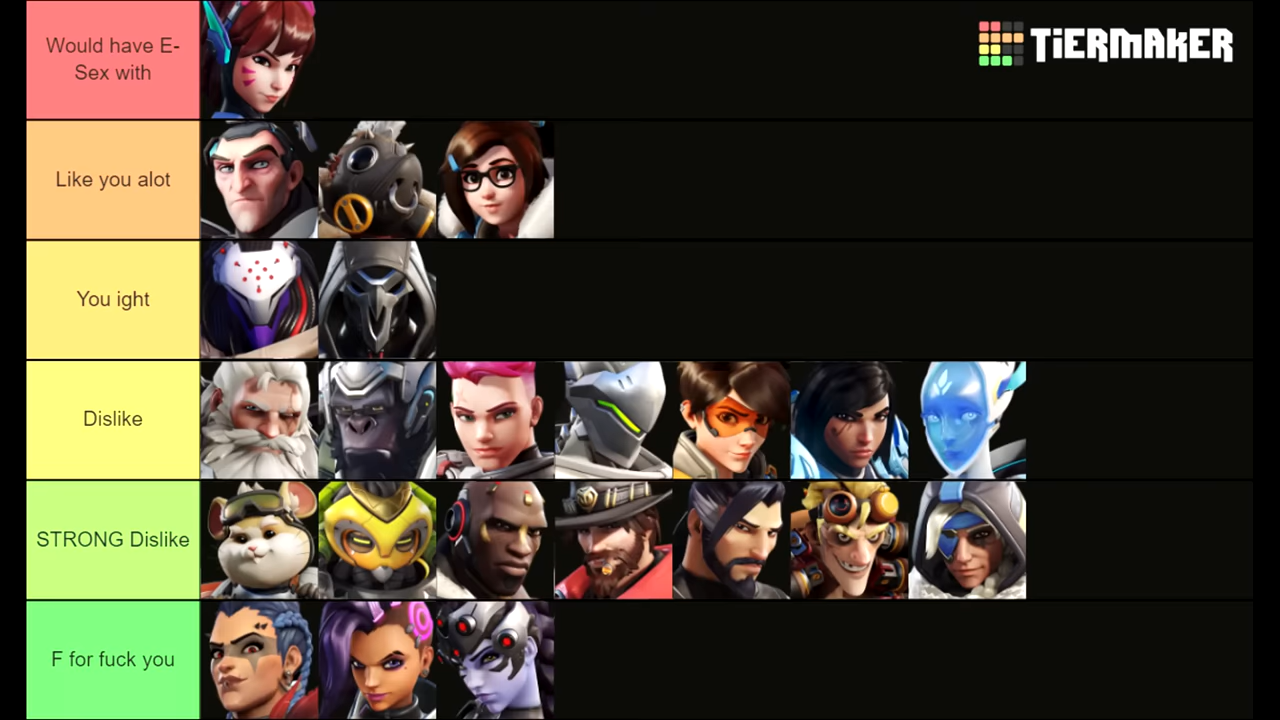 Would have E-
Sex with
TiERMAKER
Like you alot
You ight
Dislike
STRONG Dislike
F for fuck you